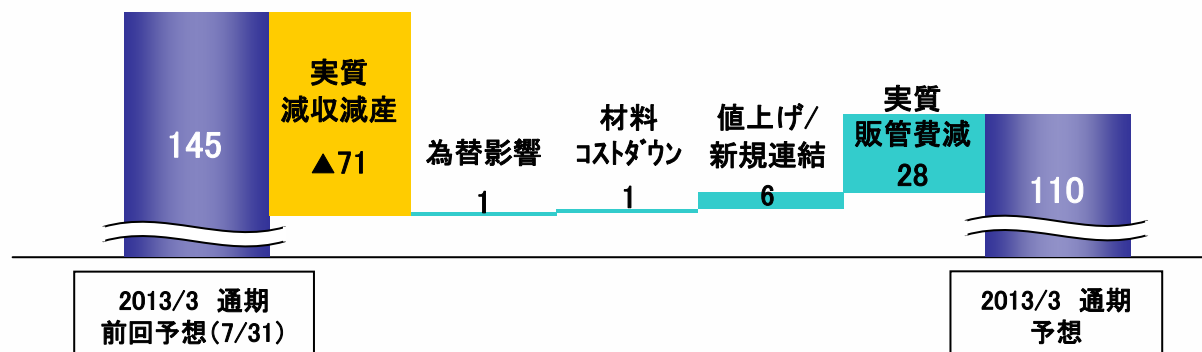 145
実質
減収減産
▲71
為替影響
1
材料
ｺｽﾄﾀﾞｳﾝ
1
値上げ/
新規連結
6
実質
販管費減
28
110
2013/3 通期
前回予想(7/31)
2013/3 通期
予想